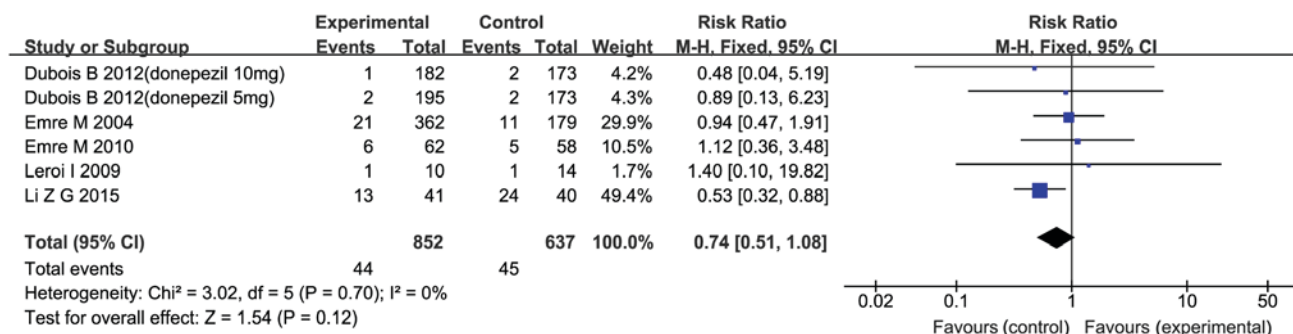 Experimental Control Risk Ratio Risk Ratio
Study or Subgroup Events Total Events Total Weight M-H. Fixed. 95% CI M-H. Fixed. 95% CI
Dubois B 2012(donepezil 10mg) 1 182 2 173 4.2% 0.48 [0.04, 5.19]
Dubois B 2012(donepezil 5mg) 2 195 2 173 4.3% 0.89 [0.13, 6.23]
Emre M 2004 21 362 11 179 29.9% 0.94 [0.47, 1.91]
Emre M 2010 6 62 5 58 10.5% 1.12 [0.36, 3.48]
Leroi I 2009 1 10 1 14 1.7% 1.40 [0.10, 19.82]
Li Z G 2015 13 41 24 40 49.4% 0.53 [0.32, 0.88]
Total (95% CI) 852 637 100.0% 0.74 [0.51, 1.08]
Total events 44 45
Heterogeneity: Chi² = 3.02, df = 5 (P = 0.70); I² = 0%
Test for overall effect: Z = 1.54 (P = 0.12)
0.02 0.1 1 10 50
Favours (control) Favours (experimental)